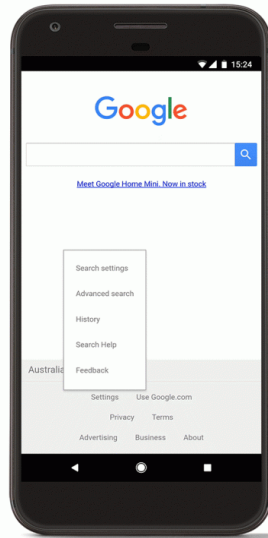 15:24
Google
Meet Google Home Mini. Now in stock
Search settings
Advanced search
History
Search Help
Feedback
Australia
Settings Use Google.com
Privacy Terms
Advertising Business About